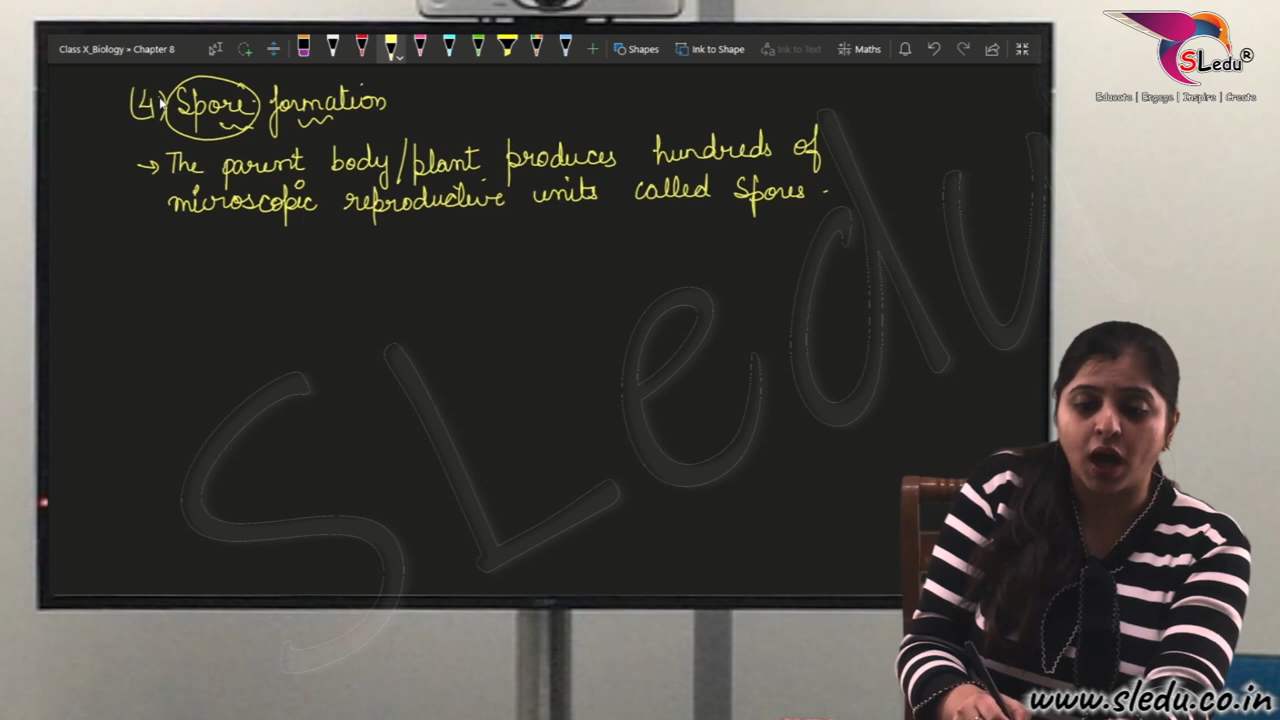 Class X_Biology » Chapter 8
Shapes
Ink to Shape
Ink to Text
Maths
(4) Spore formation
→ The parent body/plant produces hundreds of
microscopic reproductive units called Spores.
SLedu
SLedu®
Educate | Engage | Inspire | Create
www.sledu.co.in